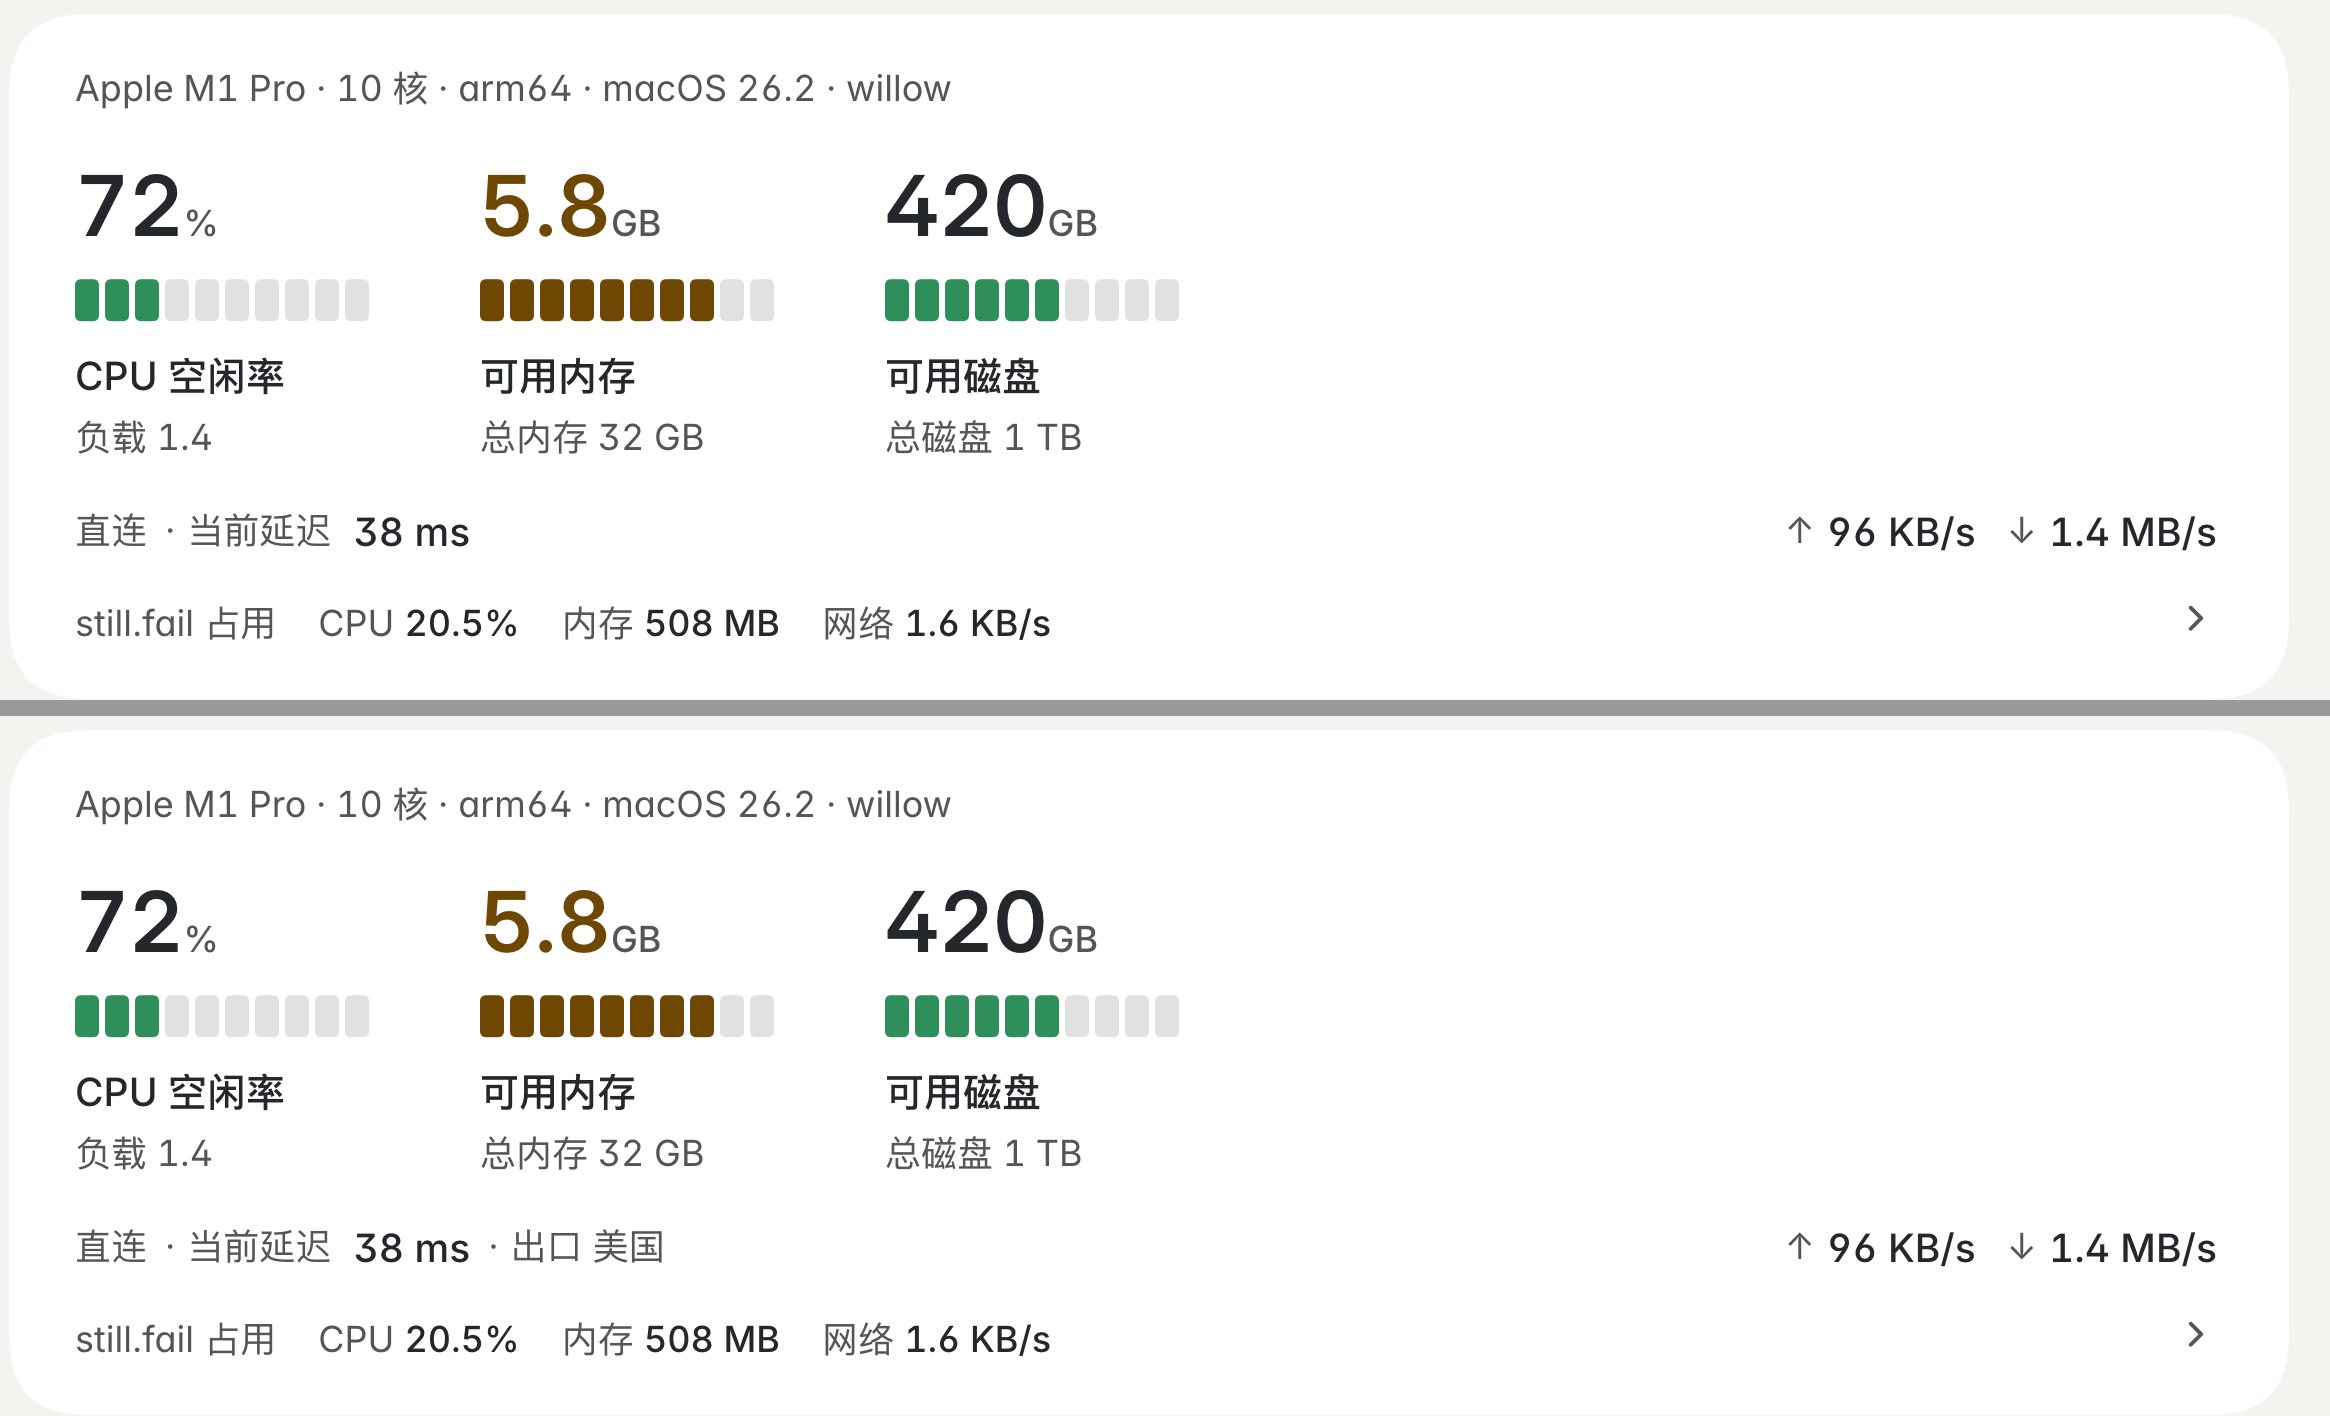 Apple M1 Pro · 10 核 · arm64 · macOS 26.2 · willow
72% 5.8GB 420GB
CPU 空闲率 可用内存 可用磁盘
负载 1.4 总内存 32 GB 总磁盘 1 TB
直连 · 当前延迟 38 ms ↑ 96 KB/s ↓ 1.4 MB/s
still.fail 占用 CPU 20.5% 内存 508 MB 网络 1.6 KB/s
Apple M1 Pro · 10 核 · arm64 · macOS 26.2 · willow
72% 5.8GB 420GB
CPU 空闲率 可用内存 可用磁盘
负载 1.4 总内存 32 GB 总磁盘 1 TB
直连 · 当前延迟 38 ms · 出口 美国 ↑ 96 KB/s ↓ 1.4 MB/s
still.fail 占用 CPU 20.5% 内存 508 MB 网络 1.6 KB/s